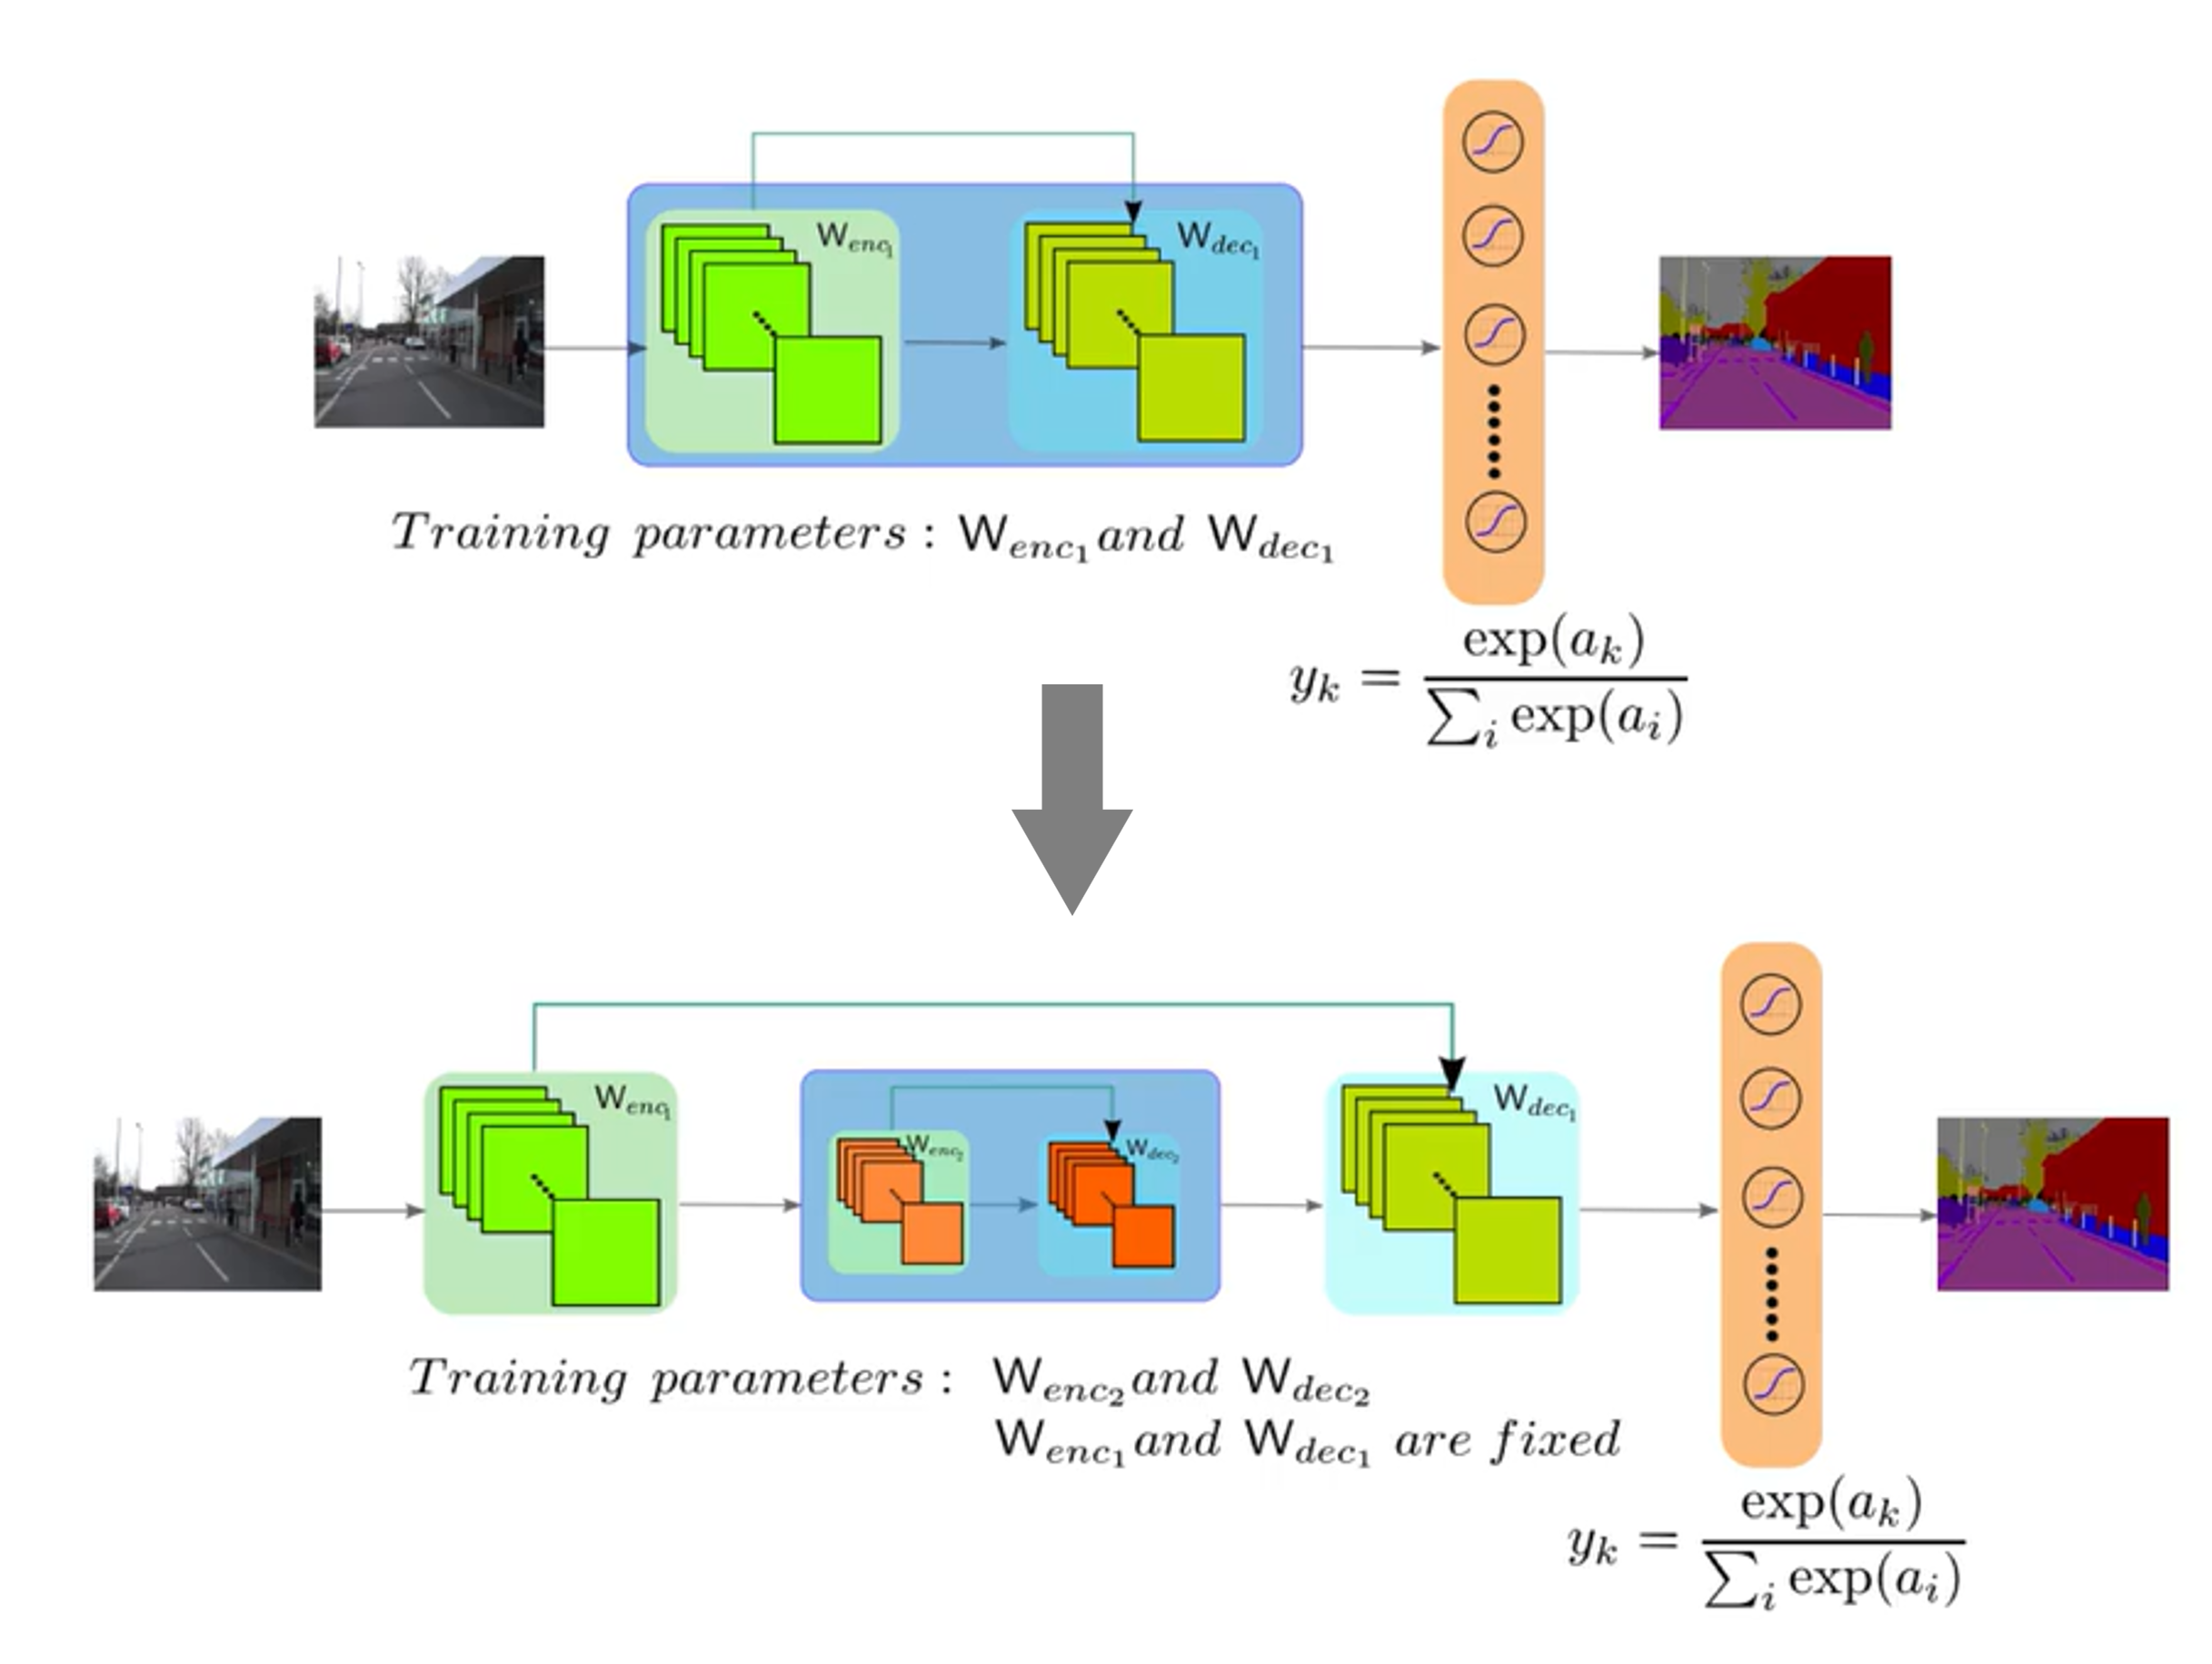 W_{enc_1}
W_{dec_1}
Training parameters : W_{enc_1} and W_{dec_1}
y_k = \frac{\exp(a_k)}{\sum_i \exp(a_i)}
W_{enc_1}
W_{enc_2}
W_{dec_2}
W_{dec_1}
Training parameters : W_{enc_2} and W_{dec_2}
W_{enc_1} and W_{dec_1} are fixed
y_k = \frac{\exp(a_k)}{\sum_i \exp(a_i)}